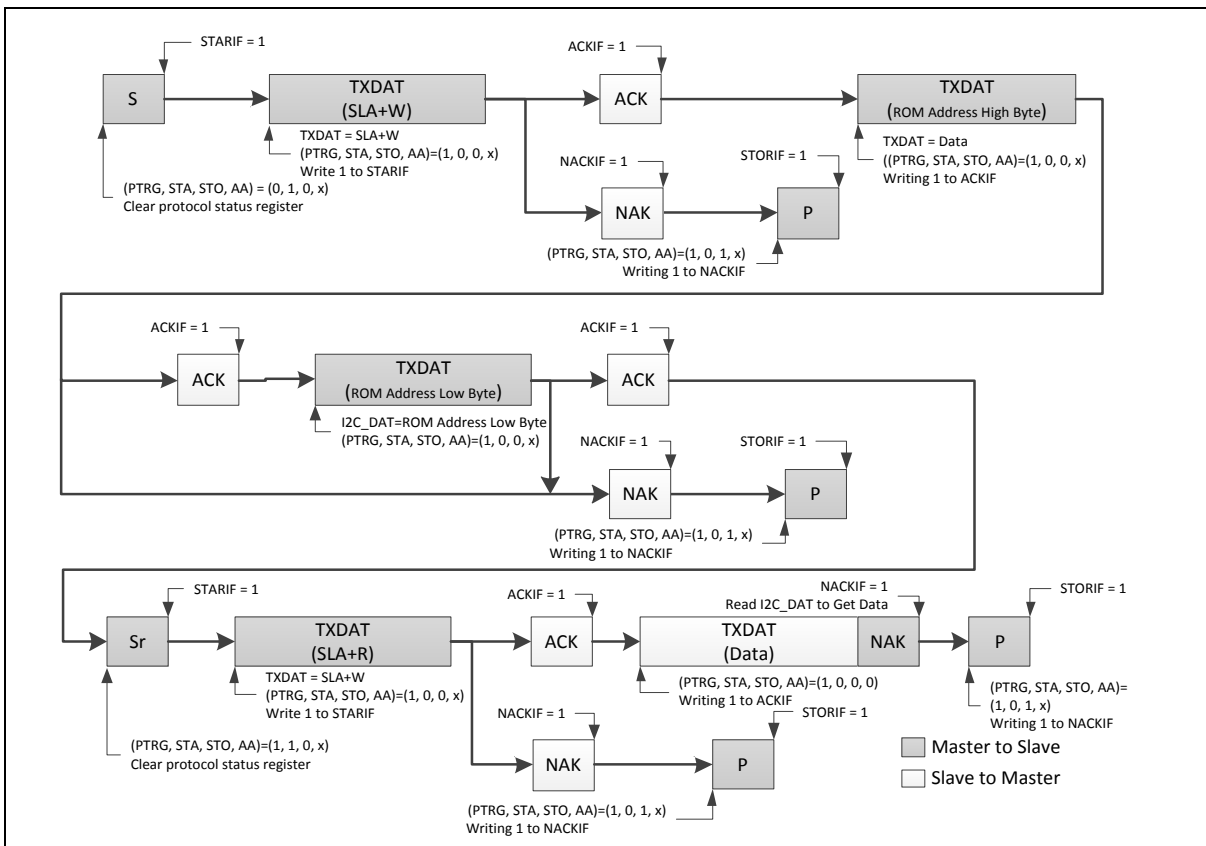 STARIF = 1
ACKIF = 1
S
TXDAT
(SLA+W)
ACK
TXDAT
(ROM Address High Byte)
TXDAT = SLA+W
(PTRG, STA, STO, AA)=(1, 0, 0, x)
Write 1 to STARIF
TXDAT = Data
((PTRG, STA, STO, AA)=(1, 0, 0, x)
Writing 1 to ACKIF
NACKIF = 1
STORIF = 1
(PTRG, STA, STO, AA) = (0, 1, 0, x)
Clear protocol status register
NAK
P
(PTRG, STA, STO, AA)=(1, 0, 1, x)
Writing 1 to NACKIF
ACKIF = 1
ACKIF = 1
ACK
TXDAT
(ROM Address Low Byte)
ACK
I2C_DAT=ROM Address Low Byte
(PTRG, STA, STO, AA)=(1, 0, 0, x)
NACKIF = 1
STORIF = 1
NAK
P
(PTRG, STA, STO, AA)=(1, 0, 1, x)
Writing 1 to NACKIF
STARIF = 1
ACKIF = 1
NACKIF = 1
Read I2C_DAT to Get Data
STORIF = 1
Sr
TXDAT
(SLA+R)
ACK
TXDAT
(Data)
NAK
P
TXDAT = SLA+W
(PTRG, STA, STO, AA)=(1, 0, 0, x)
Write 1 to STARIF
(PTRG, STA, STO, AA)=(1, 0, 0, 0)
Writing 1 to ACKIF
(PTRG, STA, STO, AA)=
(1, 0, 1, x)
Writing 1 to NACKIF
NACKIF = 1
STORIF = 1
(PTRG, STA, STO, AA)=(1, 1, 0, x)
Clear protocol status register
NAK
P
Master to Slave
Slave to Master
(PTRG, STA, STO, AA)=(1, 0, 1, x)
Writing 1 to NACKIF